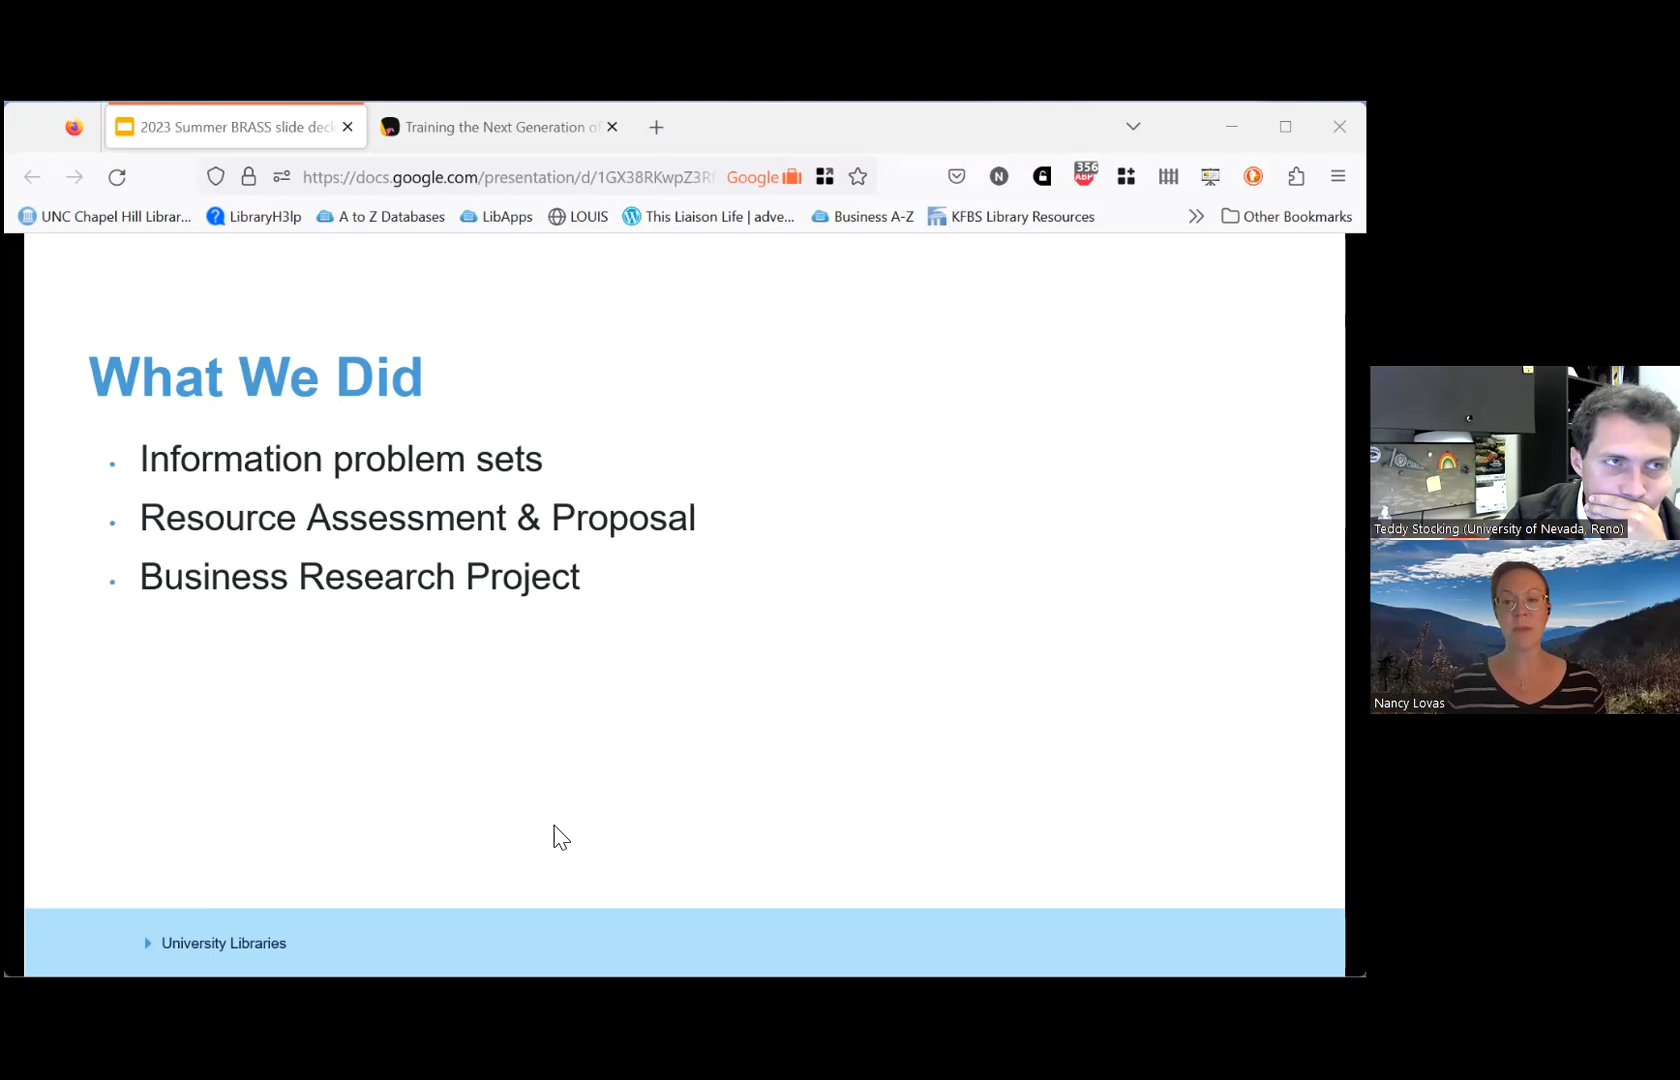 2023 Summer BRASS slide dec
Training the Next Generation of
https://docs.google.com/presentation/d/1GX38RKwpZ3R
Google
N
356
ABP
UNC Chapel Hill Librar...
LibraryH3lp
A to Z Databases
LibApps
LOUIS
This Liaison Life | adve...
Business A-Z
KFBS Library Resources
Other Bookmarks
What We Did
Information problem sets
Resource Assessment & Proposal
Business Research Project
University Libraries
Teddy Stocking (University of Nevada, Reno)
Nancy Lovas